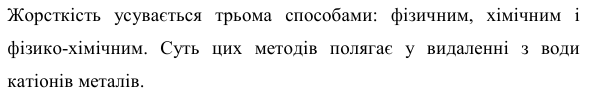 Жорсткість усувається трьома способами: фізичним, хімічним і
фізико-хімічним. Суть цих методів полягає у видаленні з води
катіонів металів.